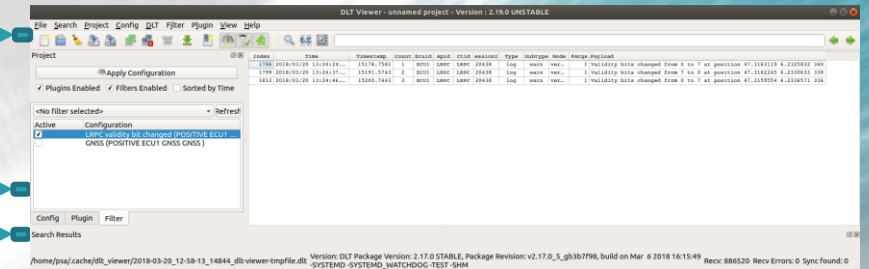 DLT Viewer - unnamed project - Version : 2.19.0 UNSTABLE
File Search Project Config DLT Filter Plugin View Help
Project
Apply Configuration
Plugins Enabled Filters Enabled Sorted by Time
<No filter selected> Refresh
Active Configuration
LRPC validity bit changed (POSITIVE ECU1 ...
GNSS (POSITIVE ECU1 GNSS GNSS )
Config Plugin Filter
Index Time Timestamp Count Ecuid Apid Ctid sessionI Type Subtype Mode #Args Payload
1786 2018/03/20 13:24:24... 15178.7581 1 ECU1 LRPC LRPC 20438 log warn ver... 1 Validity bits changed from 0 to 7 at position 47.3163119 6.2325832 340
1799 2018/03/20 13:24:37... 15191.5743 2 ECU1 LRPC LRPC 20438 log warn ver... 1 Validity bits changed from 7 to 0 at position 47.3162265 6.2330833 338
1812 2018/03/20 13:24:46... 15200.7443 3 ECU1 LRPC LRPC 20438 log warn ver... 1 Validity bits changed from 0 to 7 at position 47.3159554 6.2336571 336
Search Results
/home/psa/.cache/dlt_viewer/2018-03-20_12-58-13_14844_dlt-viewer-tmpfile.dlt
Version: DLT Package Version: 2.17.0 STABLE, Package Revision: v2.17.0_5_gb3b7f98, build on Mar 6 2018 16:15:49
-SYSTEMD -SYSTEMD_WATCHDOG -TEST -SHM
Recv: 886520 Recv Errors: 0 Sync found: 0